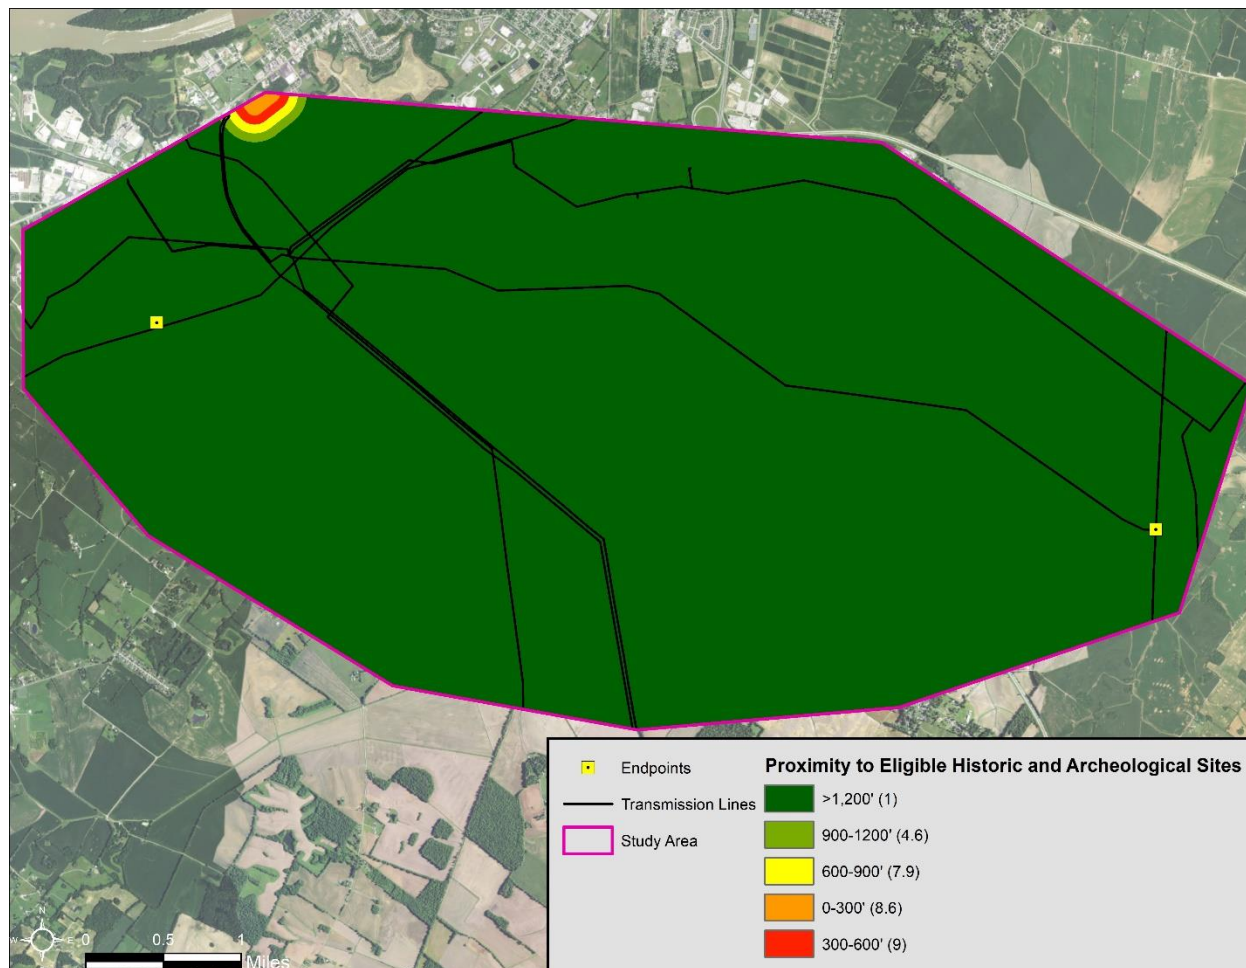 Endpoints
Transmission Lines
Study Area
Proximity to Eligible Historic and Archeological Sites
>1,200' (1)
900-1200' (4.6)
600-900' (7.9)
0-300' (8.6)
300-600' (9)
N
W E
0 0.5 1
Miles